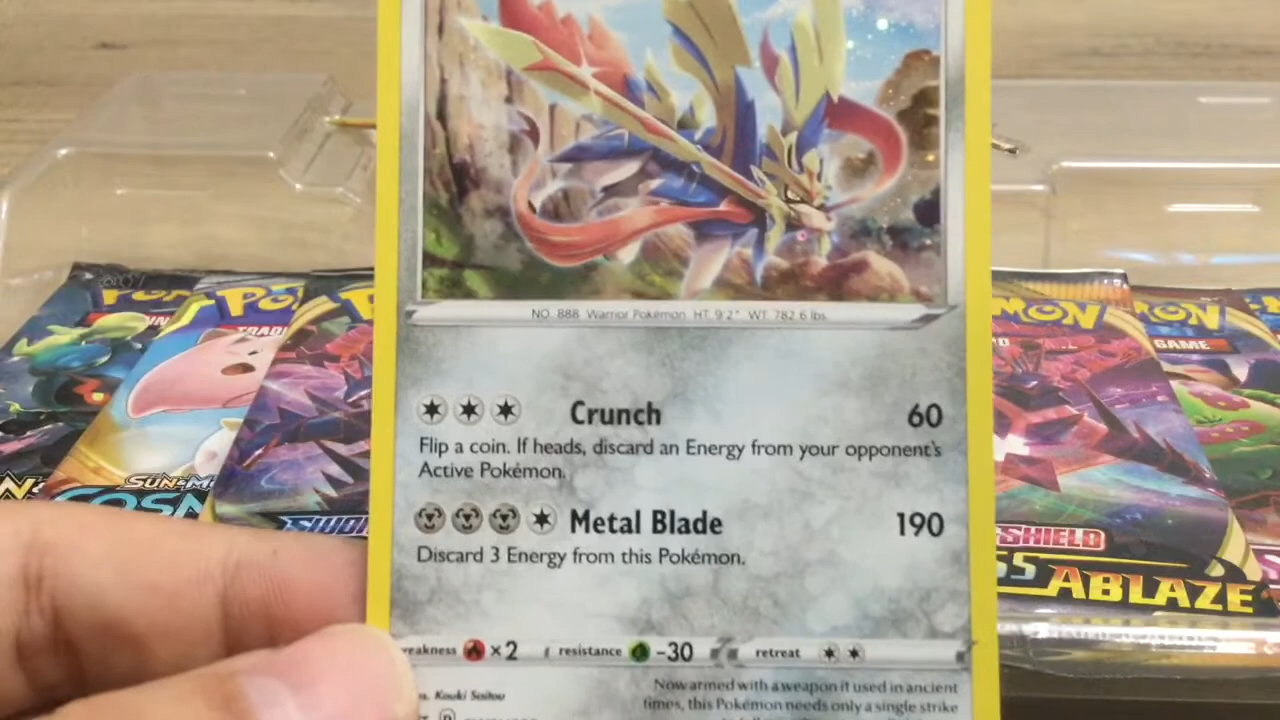 NO. 888 Warrior Pokémon HT 9'2" WT 782.6 lbs.
Crunch 60
Flip a coin. If heads, discard an Energy from your opponent's
Active Pokémon.
Metal Blade 190
Discard 3 Energy from this Pokémon.
eakness ×2 resistance -30 retreat
Kouki Saitou
Now armed with a weapon it used in ancient
times, this Pokémon needs only a single strike
MON
MON
GAME
SHIELD
ABLAZE
SUN
COSM
TRADI